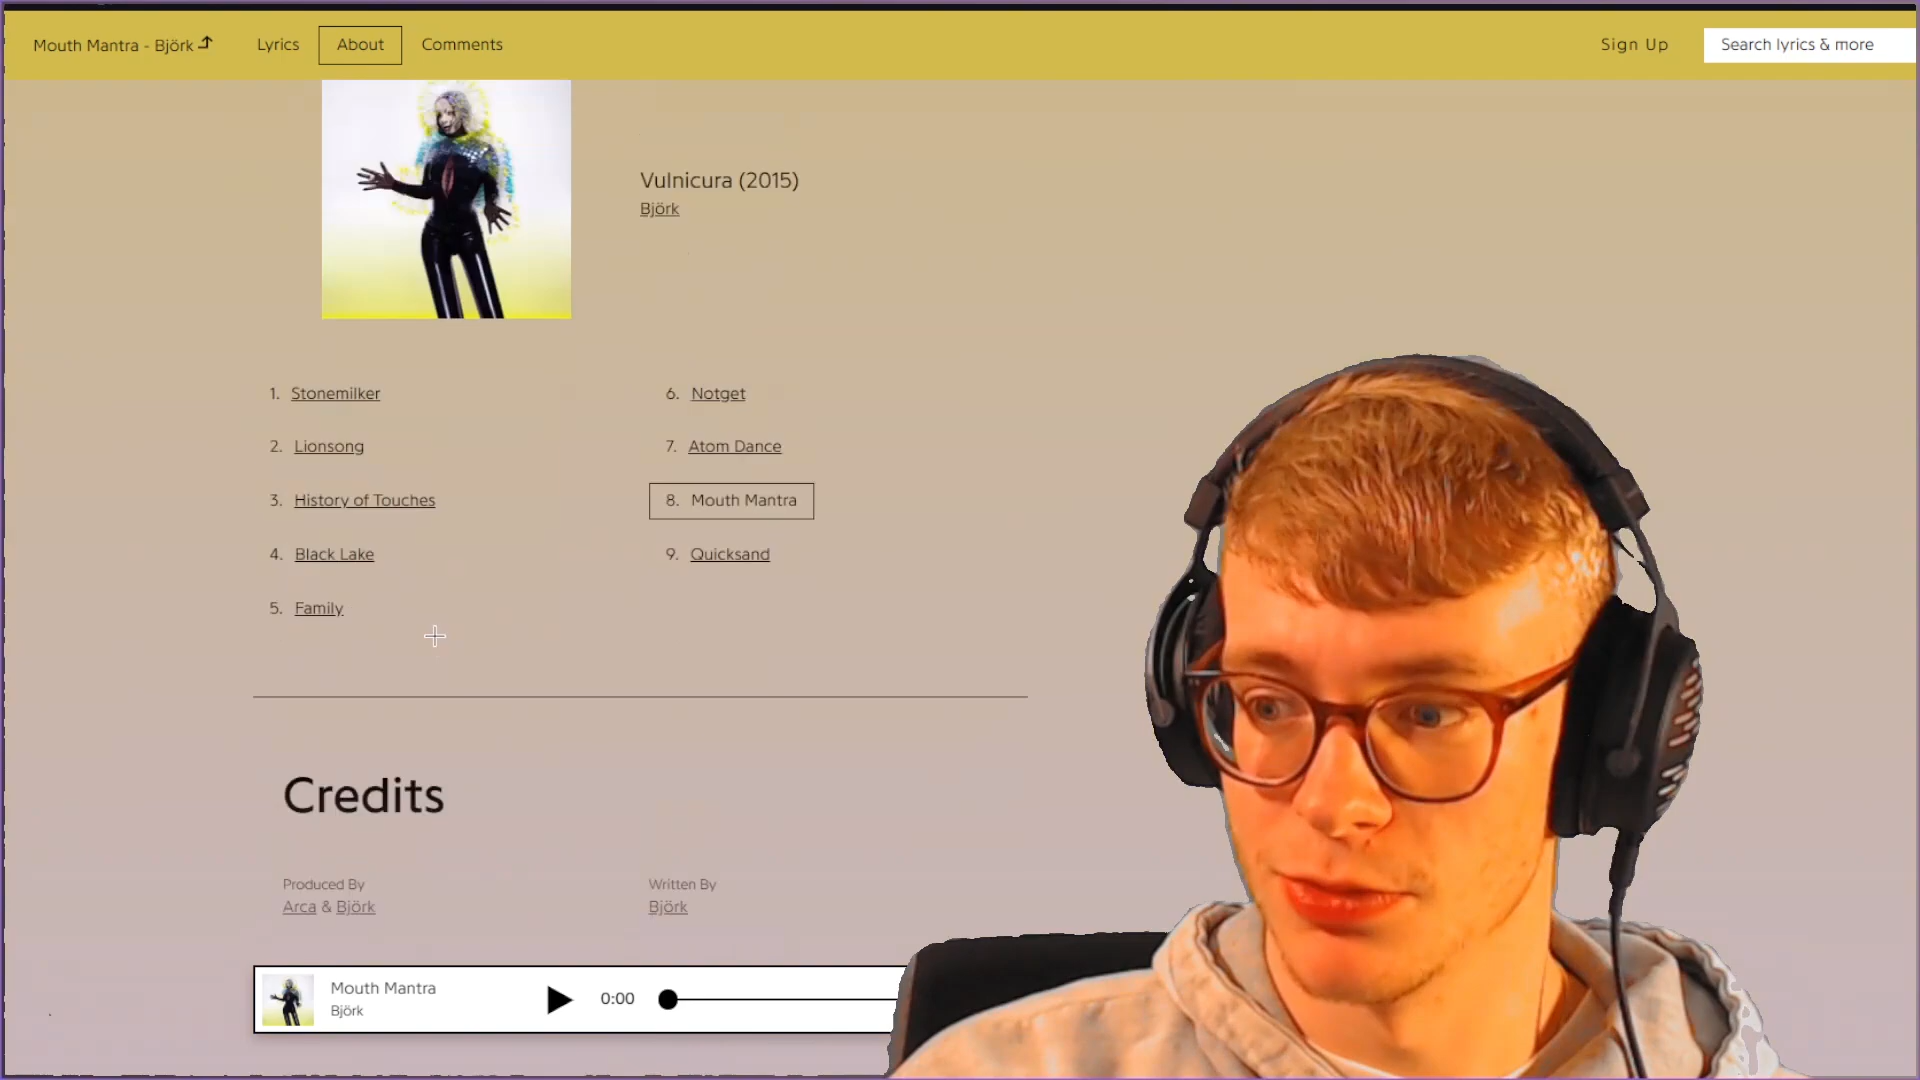 Mouth Mantra - Björk Lyrics About Comments Sign Up Search lyrics & more
Vulnicura (2015)
Björk
1. Stonemilker
2. Lionsong
3. History of Touches
4. Black Lake
5. Family
6. Notget
7. Atom Dance
8. Mouth Mantra
9. Quicksand
Credits
Produced By
Arca & Björk
Written By
Björk
Mouth Mantra
Björk
0:00